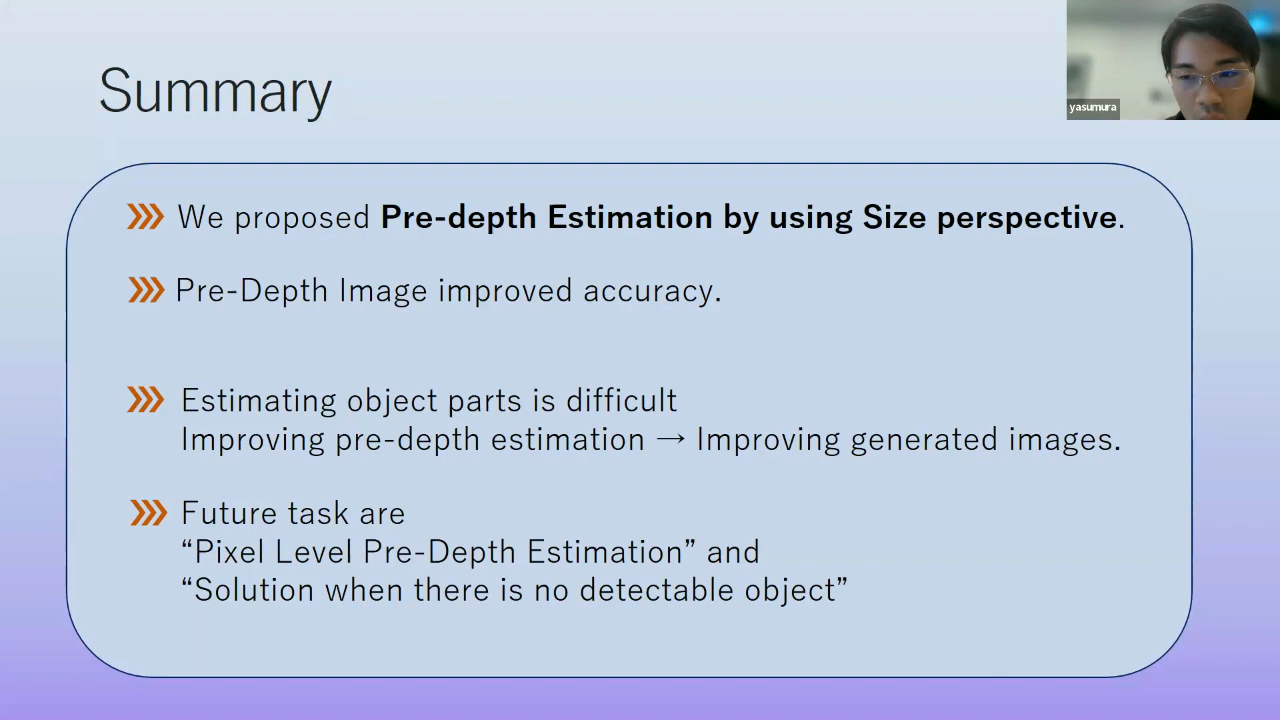 Summary
yasumura
We proposed Pre-depth Estimation by using Size perspective.
Pre-Depth Image improved accuracy.
Estimating object parts is difficult
Improving pre-depth estimation → Improving generated images.
Future task are
“Pixel Level Pre-Depth Estimation” and
“Solution when there is no detectable object”